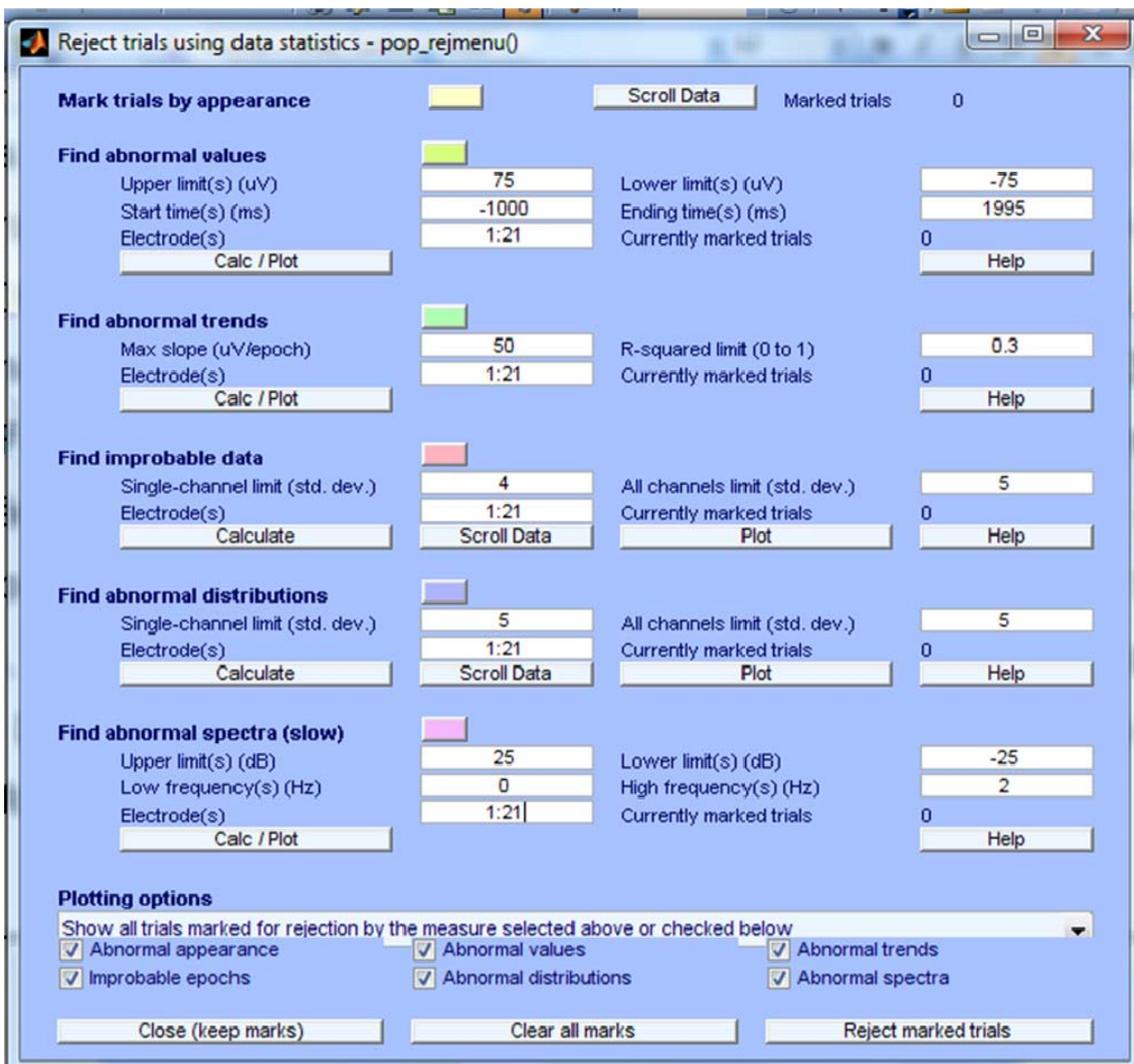 Reject trials using data statistics - pop_rejmenu()
Mark trials by appearance Scroll Data Marked trials 0
Find abnormal values
Upper limit(s) (uV) 75 Lower limit(s) (uV) -75
Start time(s) (ms) -1000 Ending time(s) (ms) 1995
Electrode(s) 1:21 Currently marked trials 0
Calc / Plot Help
Find abnormal trends
Max slope (uV/epoch) 50 R-squared limit (0 to 1) 0.3
Electrode(s) 1:21 Currently marked trials 0
Calc / Plot Help
Find improbable data
Single-channel limit (std. dev.) 4 All channels limit (std. dev.) 5
Electrode(s) 1:21 Currently marked trials 0
Calculate Scroll Data Plot Help
Find abnormal distributions
Single-channel limit (std. dev.) 5 All channels limit (std. dev.) 5
Electrode(s) 1:21 Currently marked trials 0
Calculate Scroll Data Plot Help
Find abnormal spectra (slow)
Upper limit(s) (dB) 25 Lower limit(s) (dB) -25
Low frequency(s) (Hz) 0 High frequency(s) (Hz) 2
Electrode(s) 1:21 Currently marked trials 0
Calc / Plot Help
Plotting options
Show all trials marked for rejection by the measure selected above or checked below
Abnormal appearance Abnormal values Abnormal trends
Improbable epochs Abnormal distributions Abnormal spectra
Close (keep marks) Clear all marks Reject marked trials